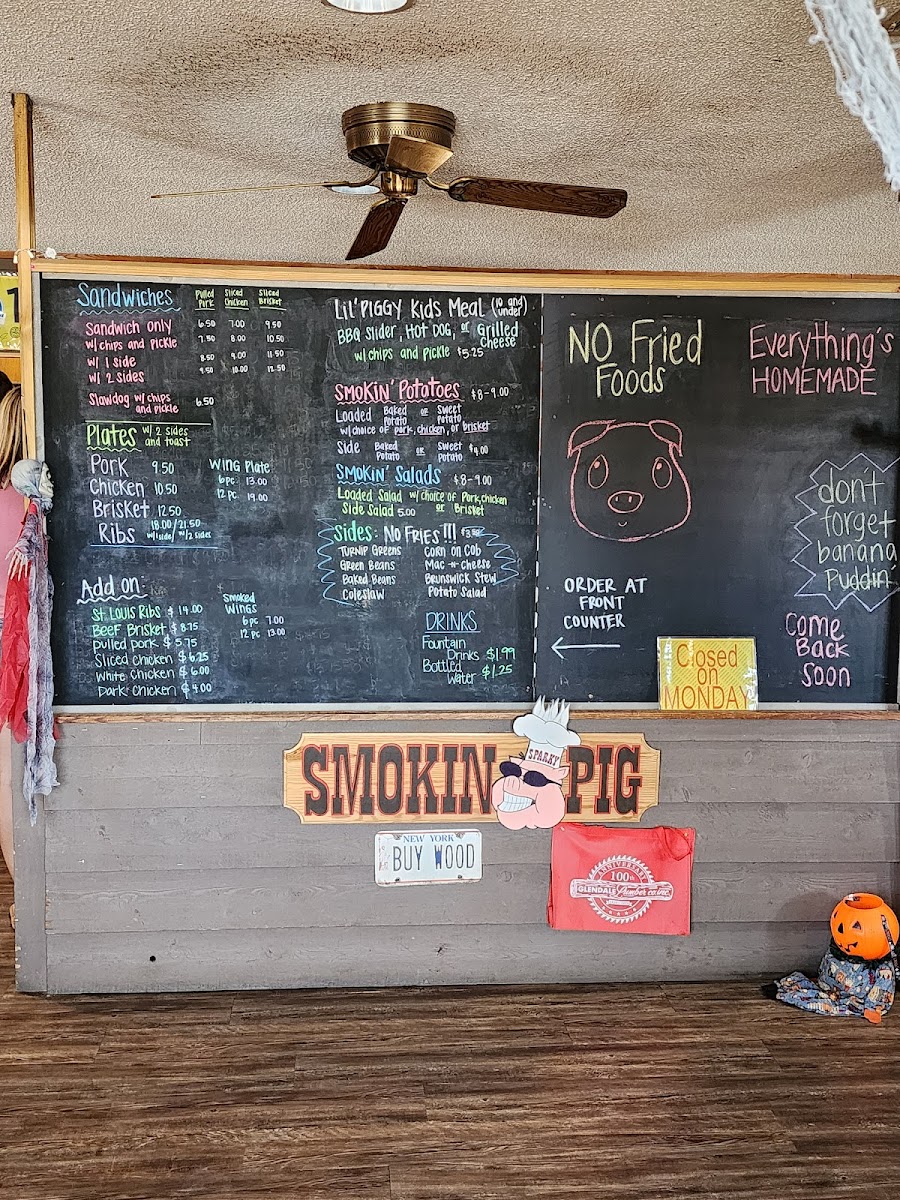 Sandwiches Pulled Pork Sliced Chicken Sliced Brisket
Sandwich Only 6.50 7.00 9.50
w/ chips and pickle 7.50 8.00 10.50
w/ 1 side 8.50 9.00 11.50
w/ 2 sides 9.50 10.00 12.50
Slawdog w/ chips and pickle 6.50
Plates w/ 2 sides and toast
Pork 9.50
Chicken 10.50
Brisket 12.50
Ribs 18.00/21.50
w/1 side/ w/2 sides
Wing Plate
6pc 13.00
12 pc 19.00
Add on:
St. Louis Ribs $ 14.00
Beef Brisket $ 8.75
pulled pork $ 5.75
Sliced Chicken $ 6.25
White Chicken $ 6.00
Dark Chicken $ 4.00
Smoked Wings
6 pc 7.00
12 pc 13.00
Lil' Piggy Kids Meal (10 and under)
BBQ Slider, Hot Dog, or Grilled Cheese
w/ chips and pickle $5.25
Smokin' Potatoes $8-9.00
Loaded Baked Potato or Sweet Potato
w/ choice of pork, chicken, or brisket
Side Baked Potato or Sweet Potato $4.00
Smokin' Salads $8-9.00
Loaded Salad w/ choice of Pork, chicken
Side Salad 5.00 or Brisket
Sides: No Fries!!!
Turnip Greens Corn on Cob
Green Beans Mac-n-cheese
Baked Beans Brunswick Stew
Coleslaw Potato Salad
DRINKS
Fountain Drinks $1.99
Bottled Water $1.25
NO Fried
Foods
Everything's
HOMEMADE
don't
forget
banana
Puddin'
ORDER AT
FRONT
COUNTER
Come
Back
Soon
Closed
on
MONDAY
SMOKIN PIG
SPARKY
NEW YORK
BUY WOOD
ANNIVERSARY
100th
GLENDALE Lumber co. inc.